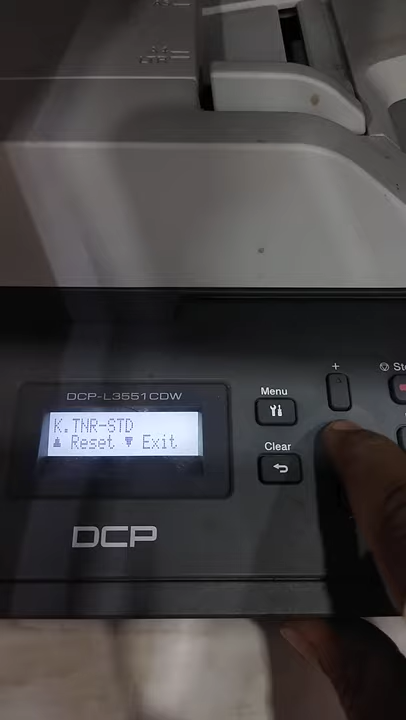 +
Menu
DCP-L3551CDW
K.TNR-STD
▲ Reset ▼ Exit
Clear
DCP